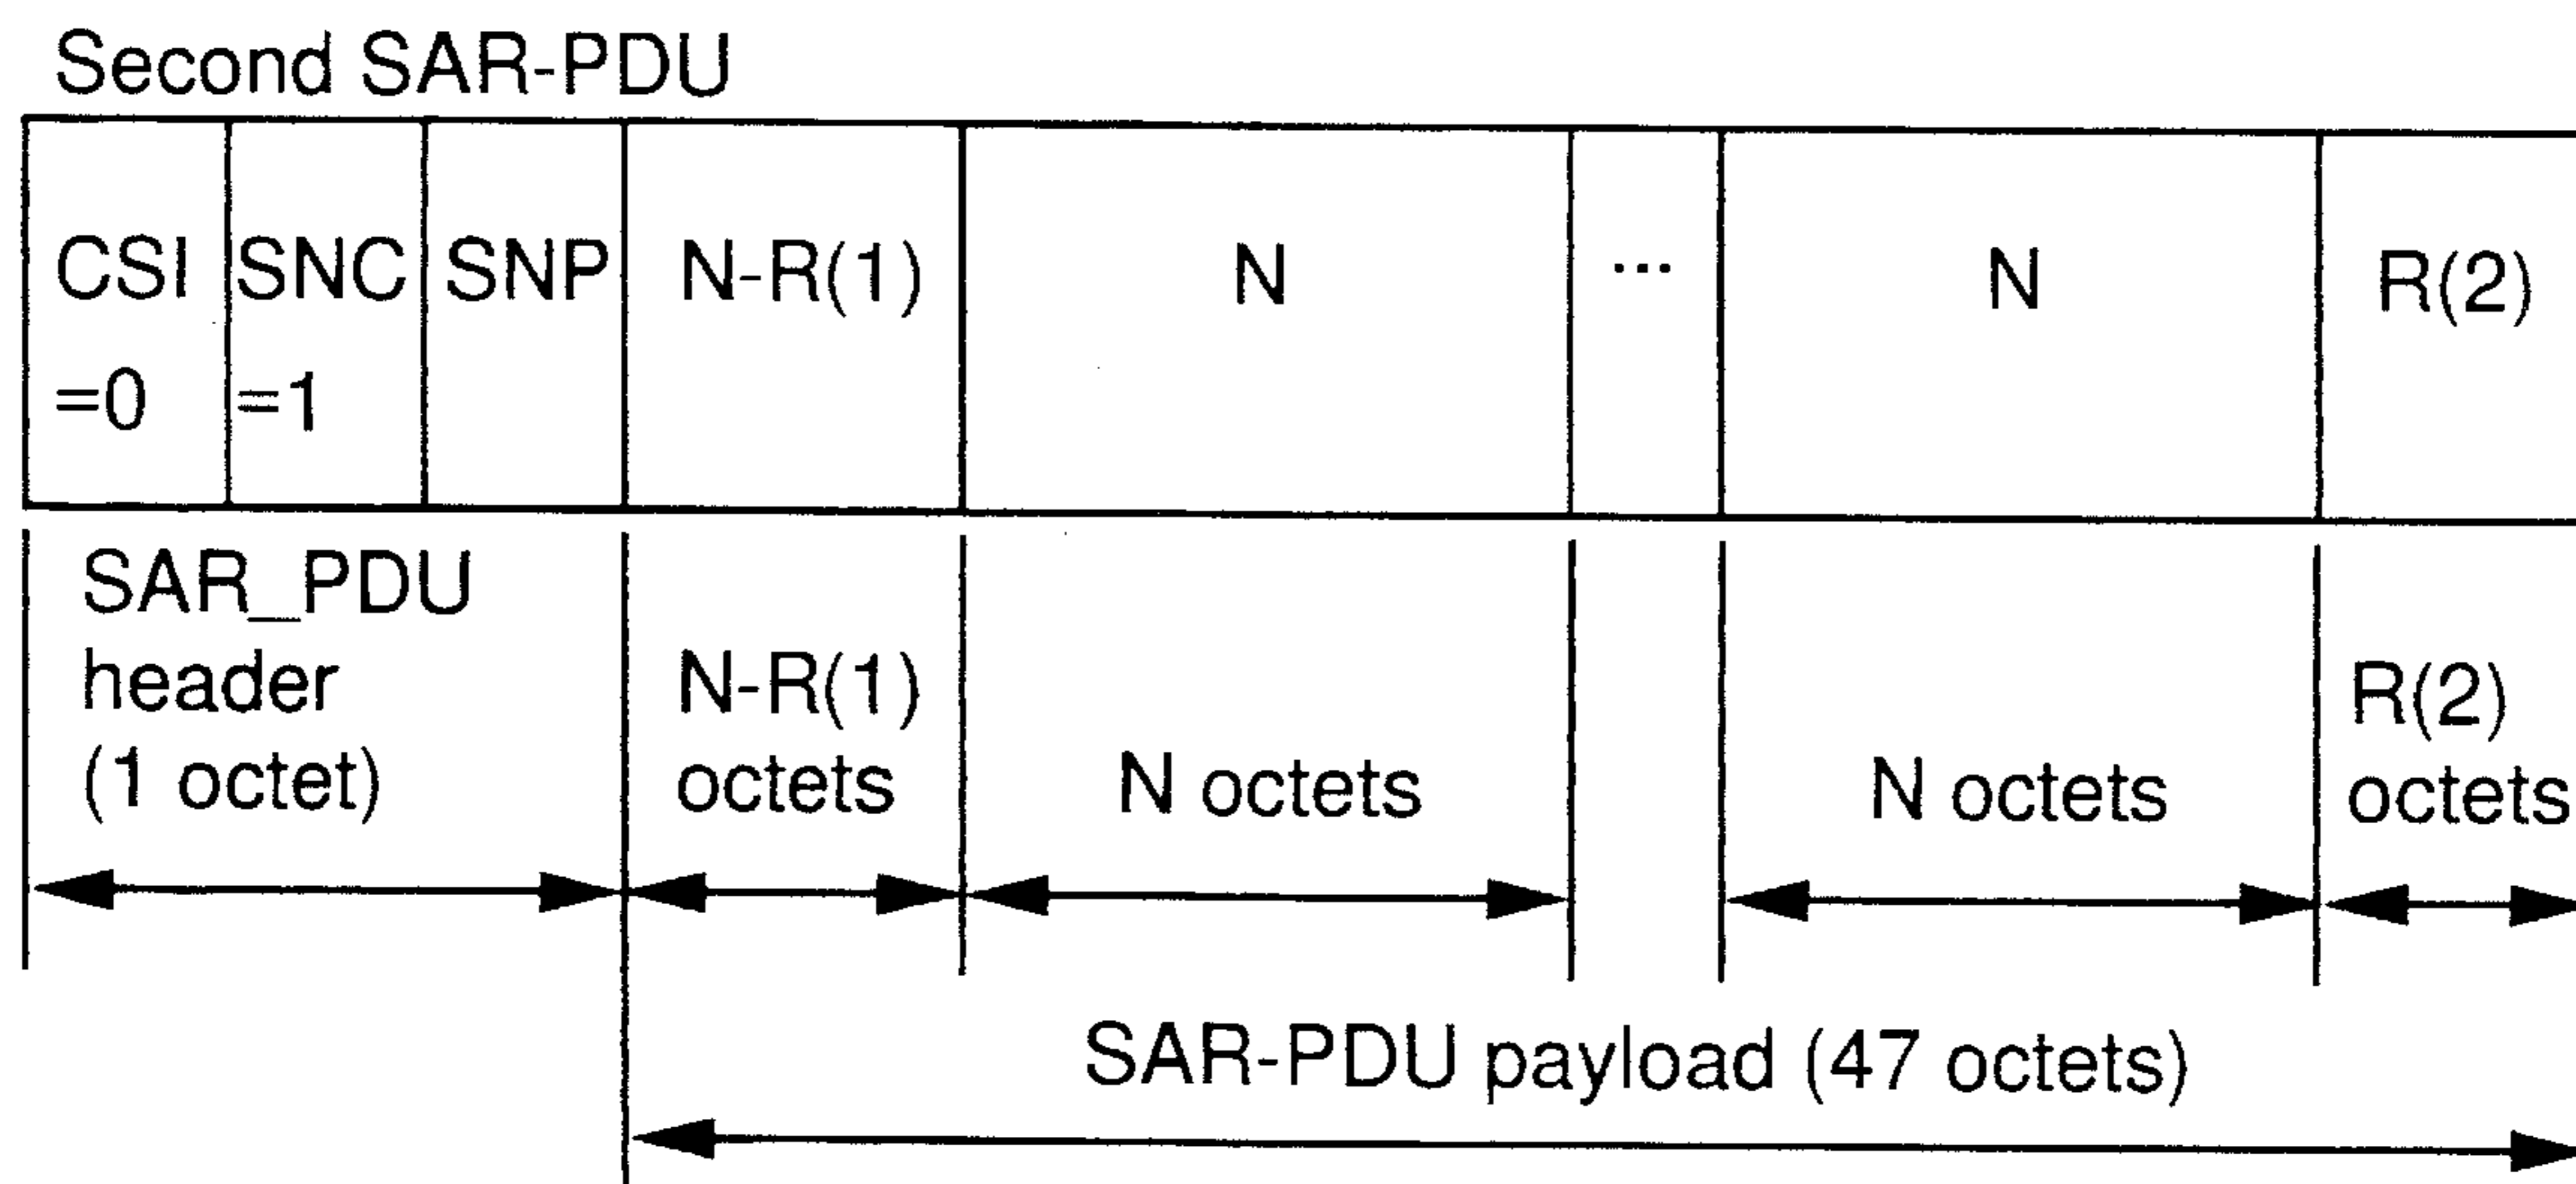 Second SAR-PDU
CSI SNC SNP N-R(1) N ... N R(2)
=0 =1
SAR_PDU
header
(1 octet)
N-R(1)
octets
N octets
N octets
R(2)
octets
SAR-PDU payload (47 octets)